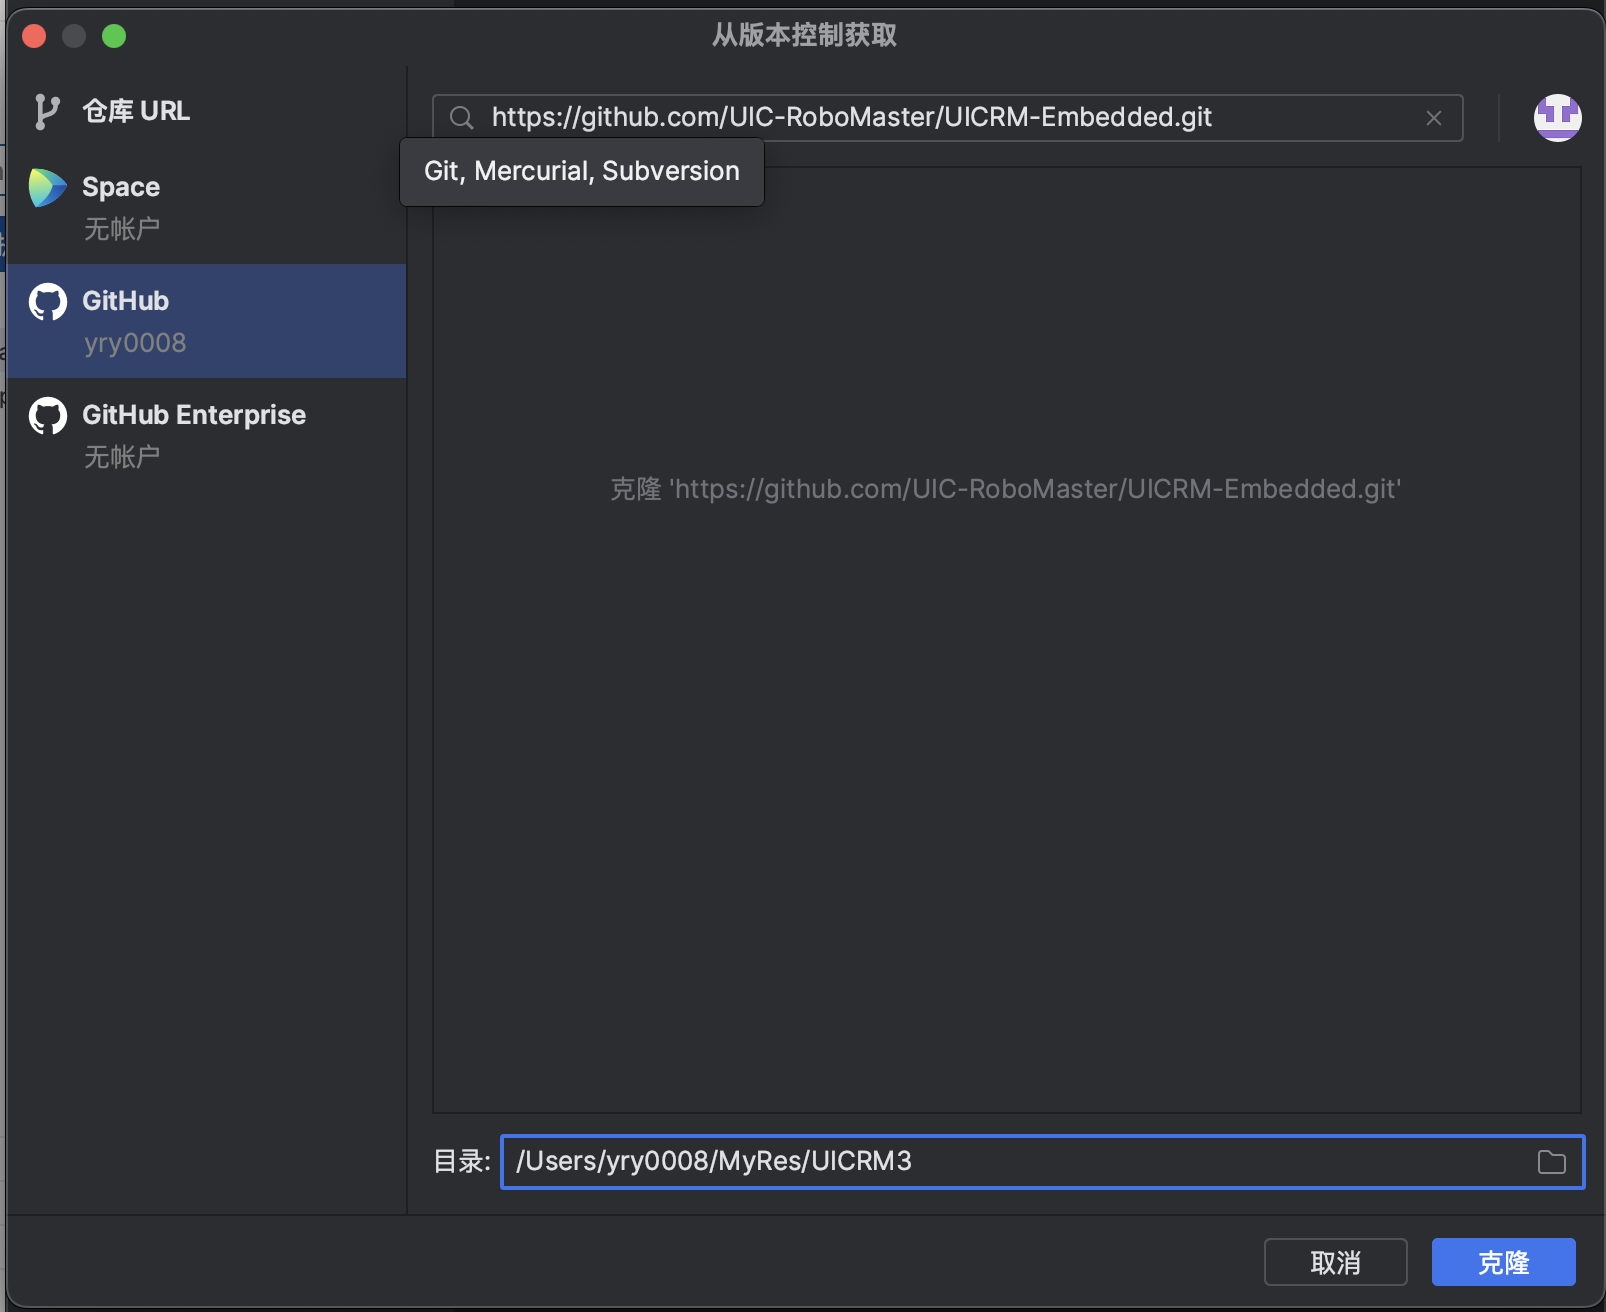 从版本控制获取
仓库 URL
Space
无帐户
GitHub
yry0008
GitHub Enterprise
无帐户
https://github.com/UIC-RoboMaster/UICRM-Embedded.git
Git, Mercurial, Subversion
克隆 'https://github.com/UIC-RoboMaster/UICRM-Embedded.git'
目录: /Users/yry0008/MyRes/UICRM3
取消
克隆